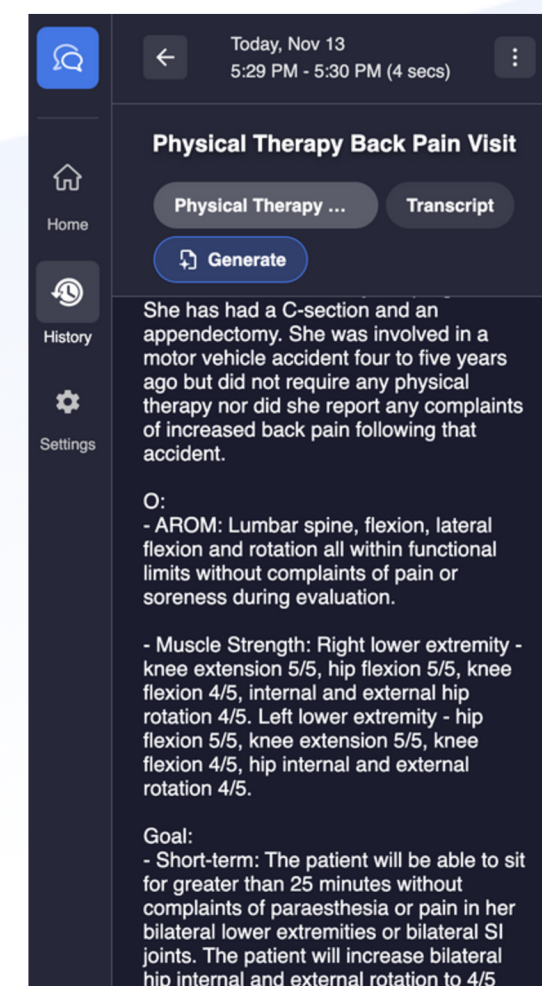 Today, Nov 13
5:29 PM - 5:30 PM (4 secs)
Physical Therapy Back Pain Visit
Physical Therapy ...
Transcript
Generate
Home
History
Settings
She has had a C-section and an
appendectomy. She was involved in a
motor vehicle accident four to five years
ago but did not require any physical
therapy nor did she report any complaints
of increased back pain following that
accident.
O:
- AROM: Lumbar spine, flexion, lateral
flexion and rotation all within functional
limits without complaints of pain or
soreness during evaluation.
- Muscle Strength: Right lower extremity -
knee extension 5/5, hip flexion 5/5, knee
flexion 4/5, internal and external hip
rotation 4/5. Left lower extremity - hip
flexion 5/5, knee extension 5/5, knee
flexion 4/5, hip internal and external
rotation 4/5.
Goal:
- Short-term: The patient will be able to sit
for greater than 25 minutes without
complaints of paraesthesia or pain in her
bilateral lower extremities or bilateral SI
joints. The patient will increase bilateral
hip internal and external rotation to 4/5